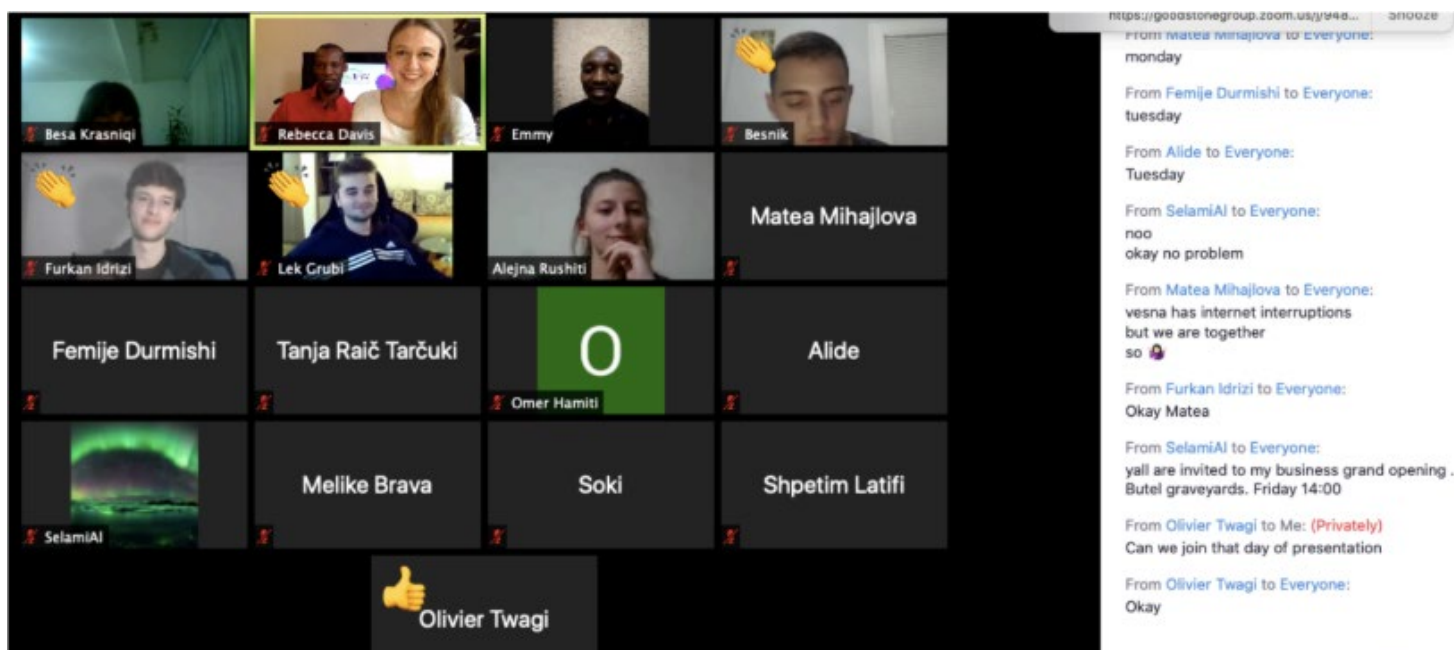 Besa Krasniqi
Rebecca Davis
Emmy
Besnik
Furkan Idrizi
Lek Grubi
Alejna Rushiti
Matea Mihajlova
Femije Durmishi
Tanja Raič Tarčuki
O
Omer Hamiti
Alide
SelamiAl
Melike Brava
Soki
Shpetim Latifi
Olivier Twagi
https://goodstonegroup.zoom.us/j/948...
Snooze
From Matea Mihajlova to Everyone:
monday
From Femije Durmishi to Everyone:
tuesday
From Alide to Everyone:
Tuesday
From SelamiAl to Everyone:
noo
okay no problem
From Matea Mihajlova to Everyone:
vesna has internet interruptions
but we are together
so 🤷🏻‍♀️
From Furkan Idrizi to Everyone:
Okay Matea
From SelamiAl to Everyone:
yall are invited to my business grand opening .
Butel graveyards. Friday 14:00
From Olivier Twagi to Me: (Privately)
Can we join that day of presentation
From Olivier Twagi to Everyone:
Okay